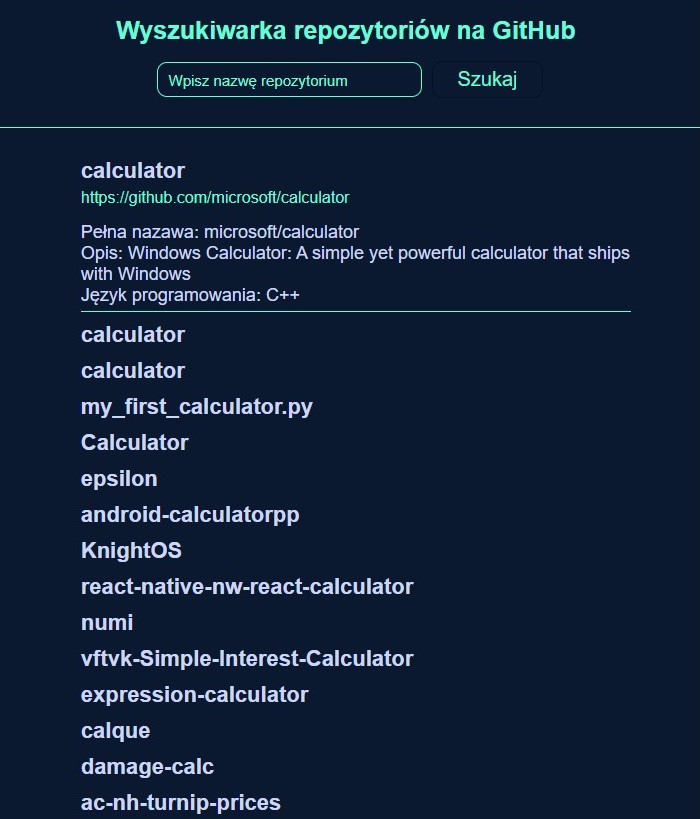 Wyszukiwarka repozytoriów na GitHub
Wpisz nazwę repozytorium
Szukaj
calculator
https://github.com/microsoft/calculator
Pełna nazawa: microsoft/calculator
Opis: Windows Calculator: A simple yet powerful calculator that ships
with Windows
Język programowania: C++
calculator
calculator
my_first_calculator.py
Calculator
epsilon
android-calculatorpp
KnightOS
react-native-nw-react-calculator
numi
vftvk-Simple-Interest-Calculator
expression-calculator
calque
damage-calc
ac-nh-turnip-prices